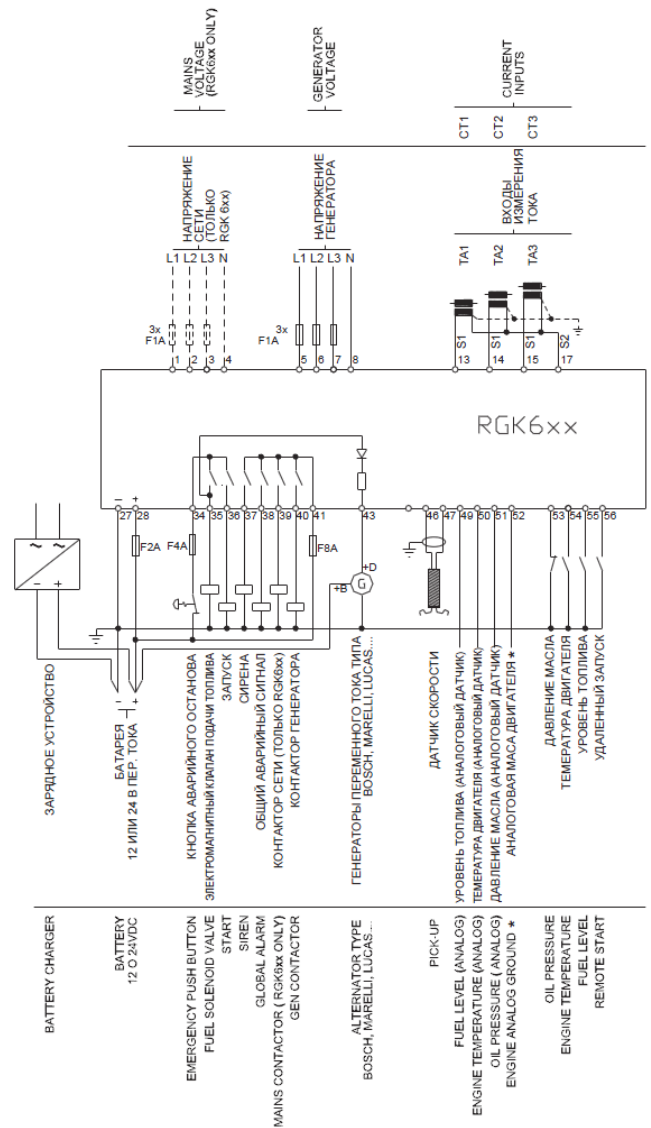 MAINS
VOLTAGE
(RGK6xx ONLY)
GENERATOR
VOLTAGE
CURRENT
INPUTS
CT1
CT2
CT3
НАПРЯЖЕНИЕ
СЕТИ
(ТОЛЬКО
RGK 6xx)
НАПРЯЖЕНИЕ
ГЕНЕРАТОРА
ВХОДЫ
ИЗМЕРЕНИЯ
ТОКА
TA1
TA2
TA3
L1
L2
L3
N
L1
L2
L3
N
3x
F1A
3x
F1A
S1
S1
S1
S2
1
2
3
4
5
6
7
8
13
14
15
17
RGK6xx
27
28
34
35
36
37
38
39
40
41
43
46
47
49
50
51
52
53
54
55
56
F2A
F4A
F8A
+D
+B
G
ЗАРЯДНОЕ УСТРОЙСТВО
БАТАРЕЯ
12 ИЛИ 24 В ПЕР. ТОКА
КНОПКА АВАРИЙНОГО ОСТАНОВА
ЭЛЕКТРОМАГНИТНЫЙ КЛАПАН ПОДАЧИ ТОПЛИВА
ЗАПУСК
СИРЕНА
ОБЩИЙ АВАРИЙНЫЙ СИГНАЛ
КОНТАКТОР СЕТИ (ТОЛЬКО RGK6xx)
КОНТАКТОР ГЕНЕРАТОРА
ГЕНЕРАТОРЫ ПЕРЕМЕННОГО ТОКА ТИПА
BOSCH, MARELLI, LUCAS....
ДАТЧИК СКОРОСТИ
УРОВЕНЬ ТОПЛИВА (АНАЛОГОВЫЙ ДАТЧИК)
ТЕМПЕРАТУРА ДВИГАТЕЛЯ (АНАЛОГОВЫЙ ДАТЧИК)
ДАВЛЕНИЕ МАСЛА (АНАЛОГОВЫЙ ДАТЧИК)
АНАЛОГОВАЯ МАСА ДВИГАТЕЛЯ *
ДАВЛЕНИЕ МАСЛА
ТЕМЕРАТУРА ДВИГАТЕЛЯ
УРОВЕНЬ ТОПЛИВА
УДАЛЕННЫЙ ЗАПУСК
BATTERY CHARGER
BATTERY
12 O 24VDC
EMERGENCY PUSH BUTTON
FUEL SOLENOID VALVE
START
SIREN
GLOBAL ALARM
MAINS CONTACTOR ( RGK6xx ONLY)
GEN CONTACTOR
ALTERNATOR TYPE
BOSCH, MARELLI, LUCAS....
PICK-UP
FUEL LEVEL (ANALOG)
ENGINE TEMPERATURE (ANALOG)
OIL PRESSURE ( ANALOG)
ENGINE ANALOG GROUND *
OIL PRESSURE
ENGINE TEMPERATURE
FUEL LEVEL
REMOTE START